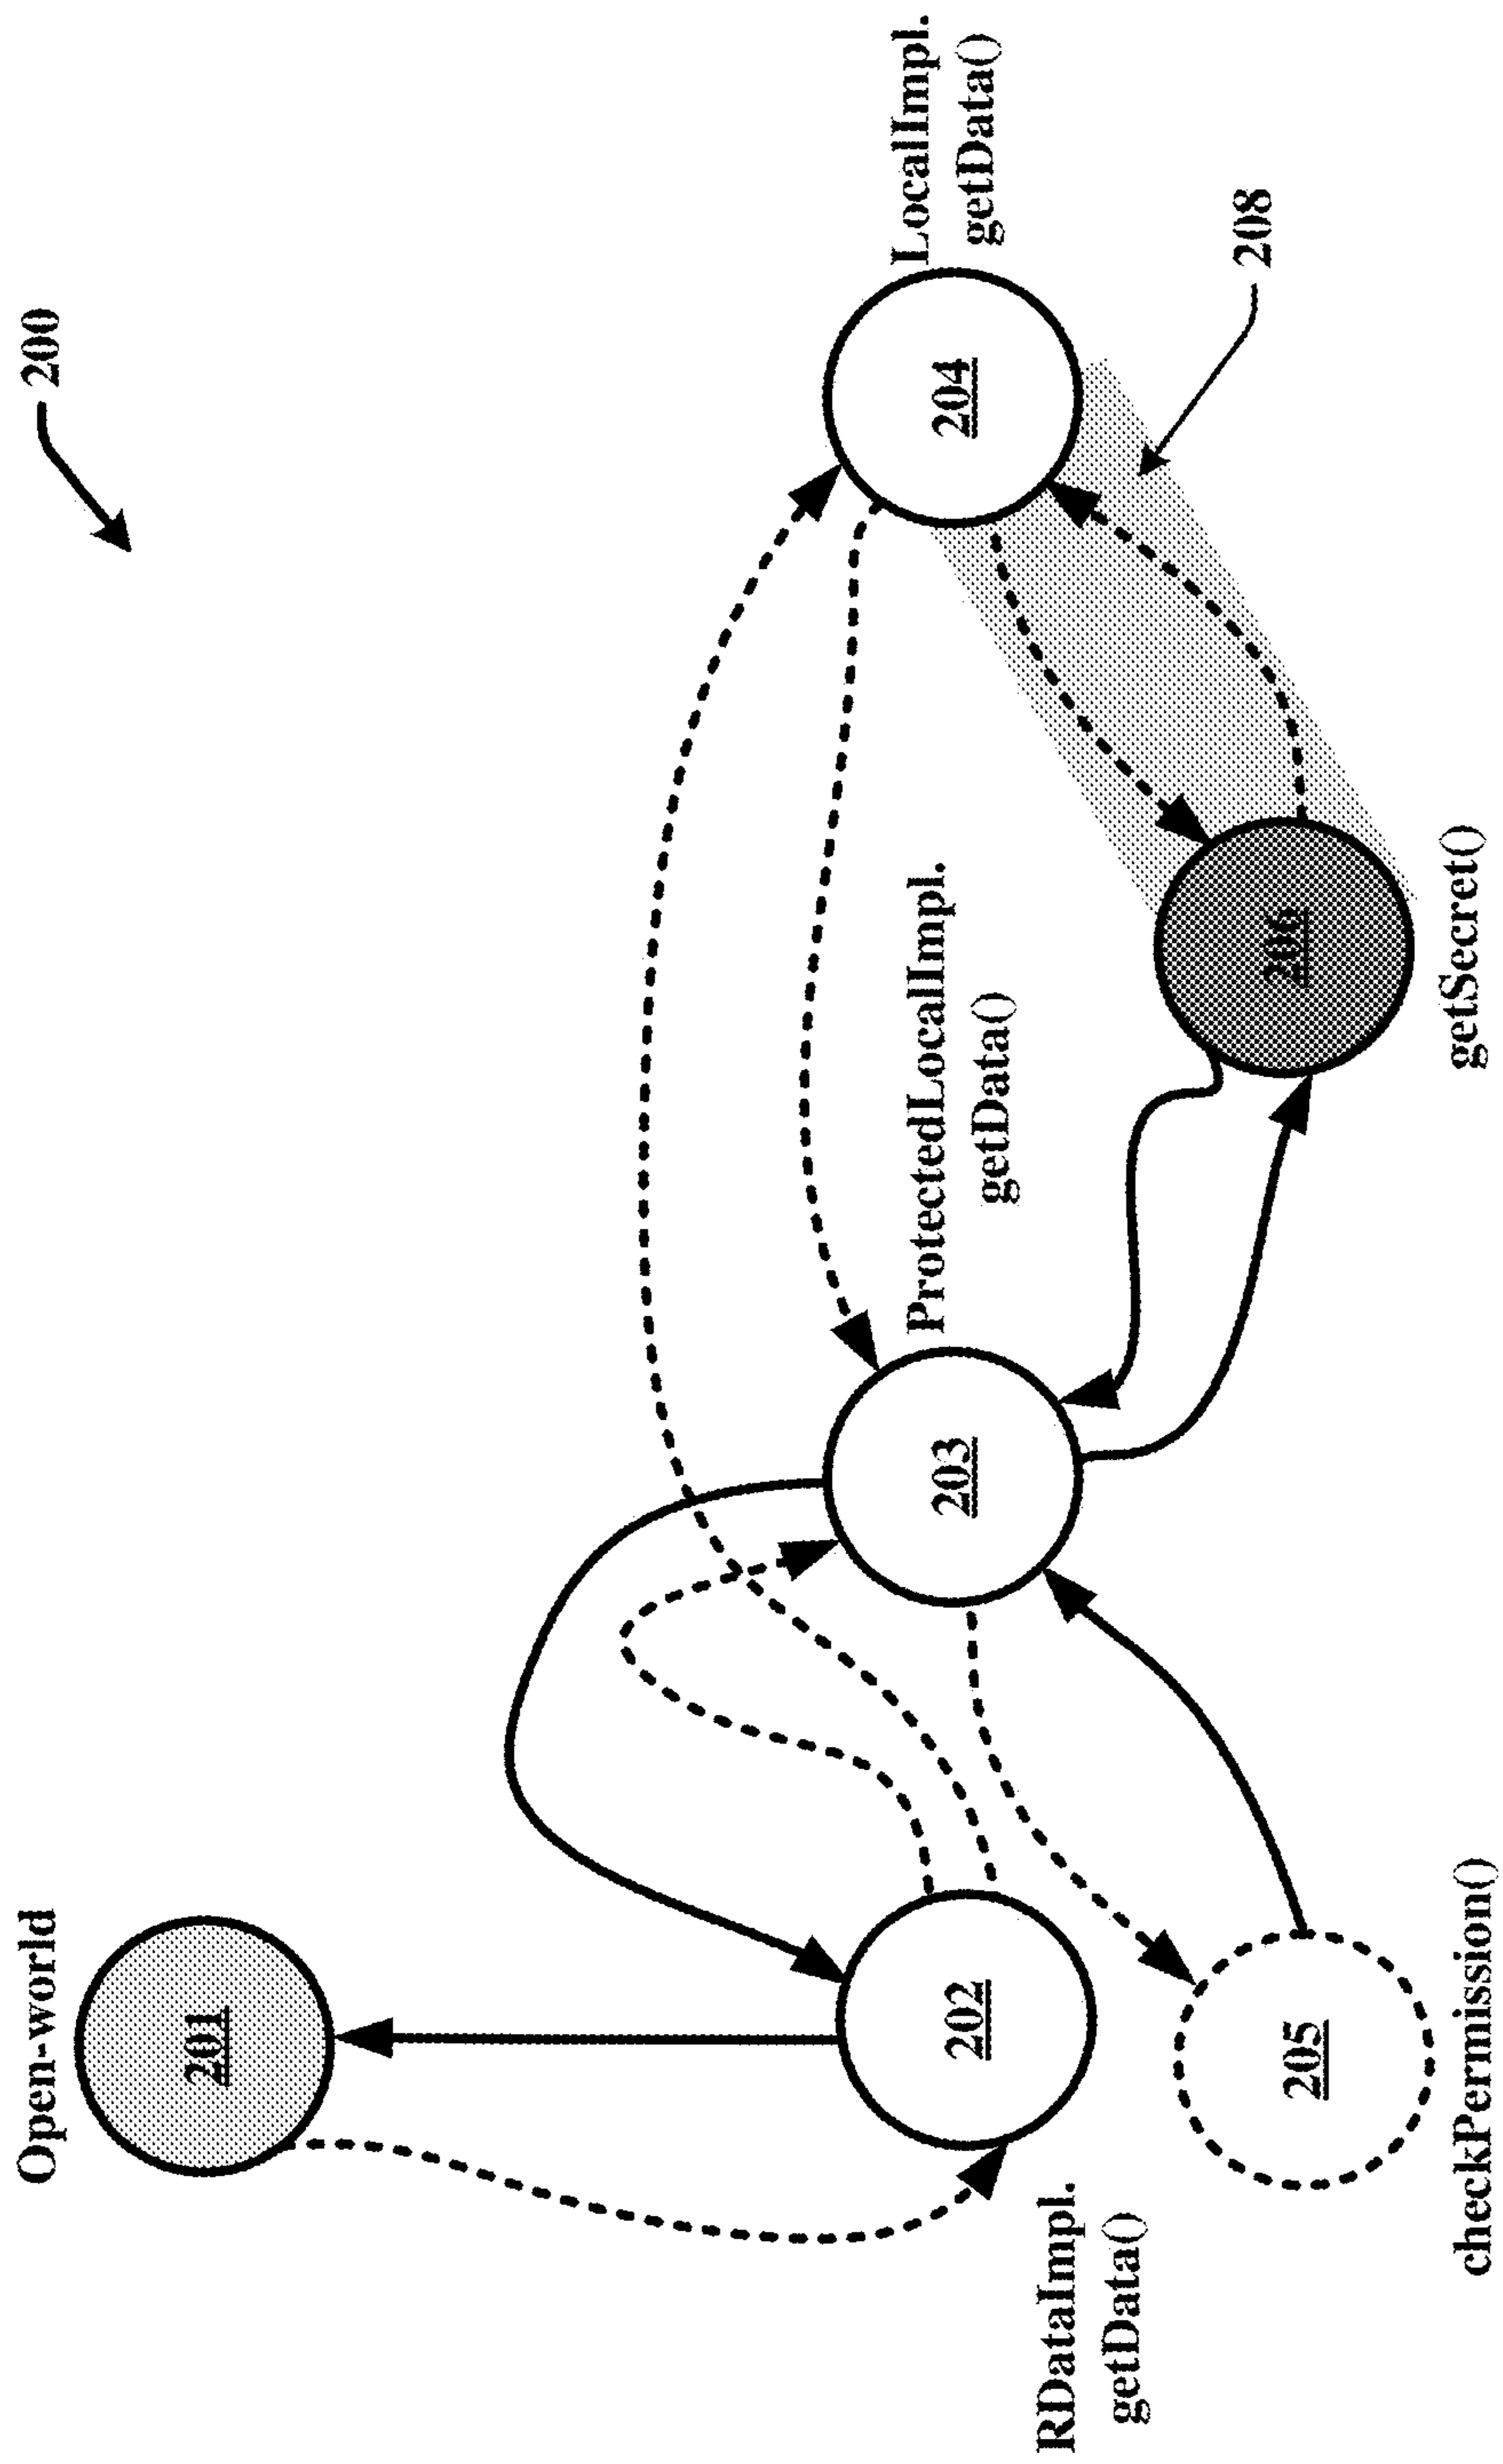 200
Open-world
201
RDataImpl.
getData()
202
203
ProtectedLocalImpl.
getData()
204
LocalImpl.
getData()
205
checkPermission()
206
getSecret()
208